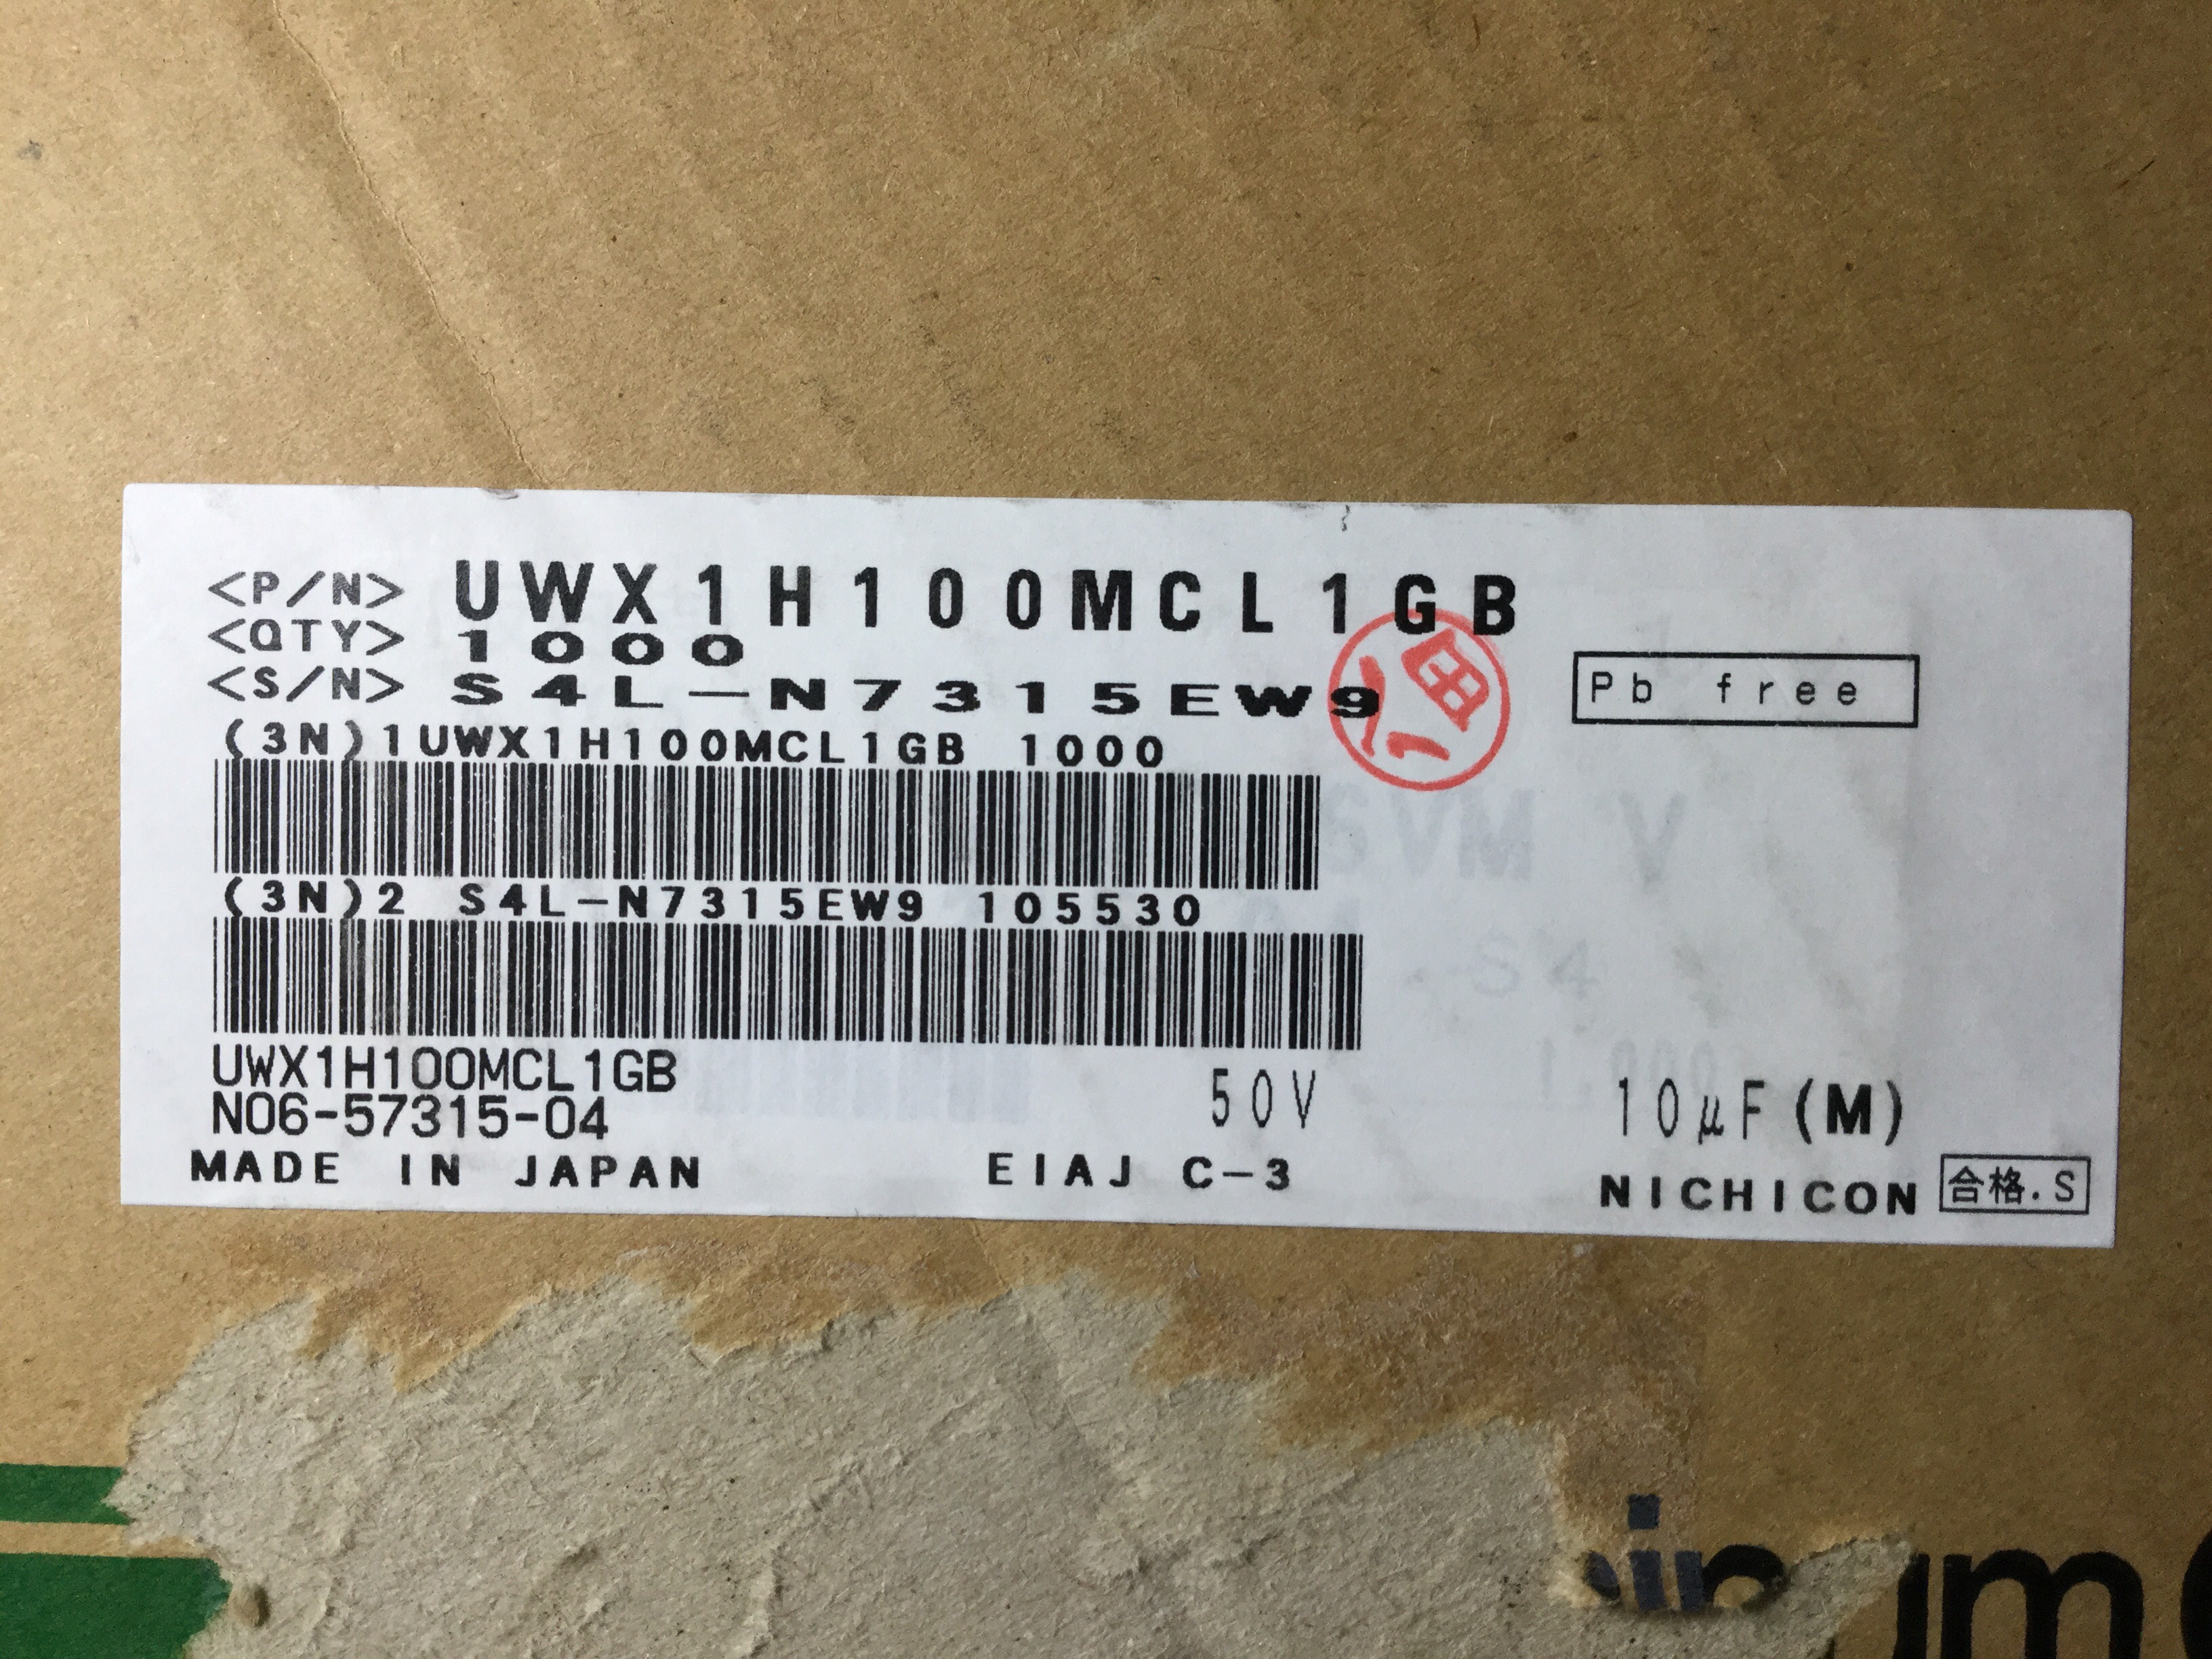 <P/N> UWX1H100MCL1GB
<QTY> 1000
<S/N> S4L-N7315EW9
Pb free
(3N)1UWX1H100MCL1GB 1000
(3N)2 S4L-N7315EW9 105530
UWX1H100MCL1GB
50V
10μF(M)
N06-57315-04
MADE IN JAPAN
EIAJ C-3
NICHICON
合格.S